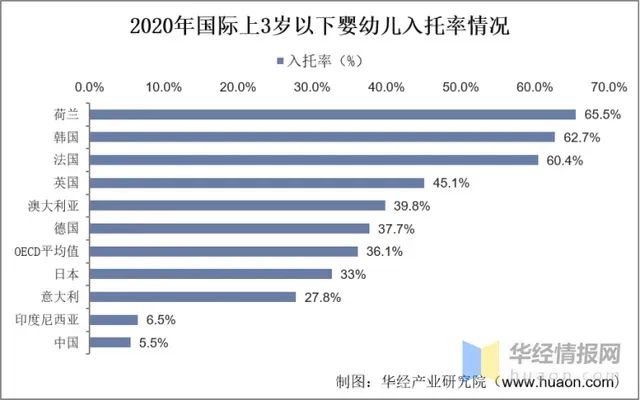 2020年国际上3岁以下婴幼儿入托率情况
入托率（%）
0.0% 10.0% 20.0% 30.0% 40.0% 50.0% 60.0% 70.0%
荷兰 65.5%
韩国 62.7%
法国 60.4%
英国 45.1%
澳大利亚 39.8%
德国 37.7%
OECD平均值 36.1%
日本 33%
意大利 27.8%
印度尼西亚 6.5%
中国 5.5%
华经情报网
huaon.com
制图：华经产业研究院（www.huaon.com）